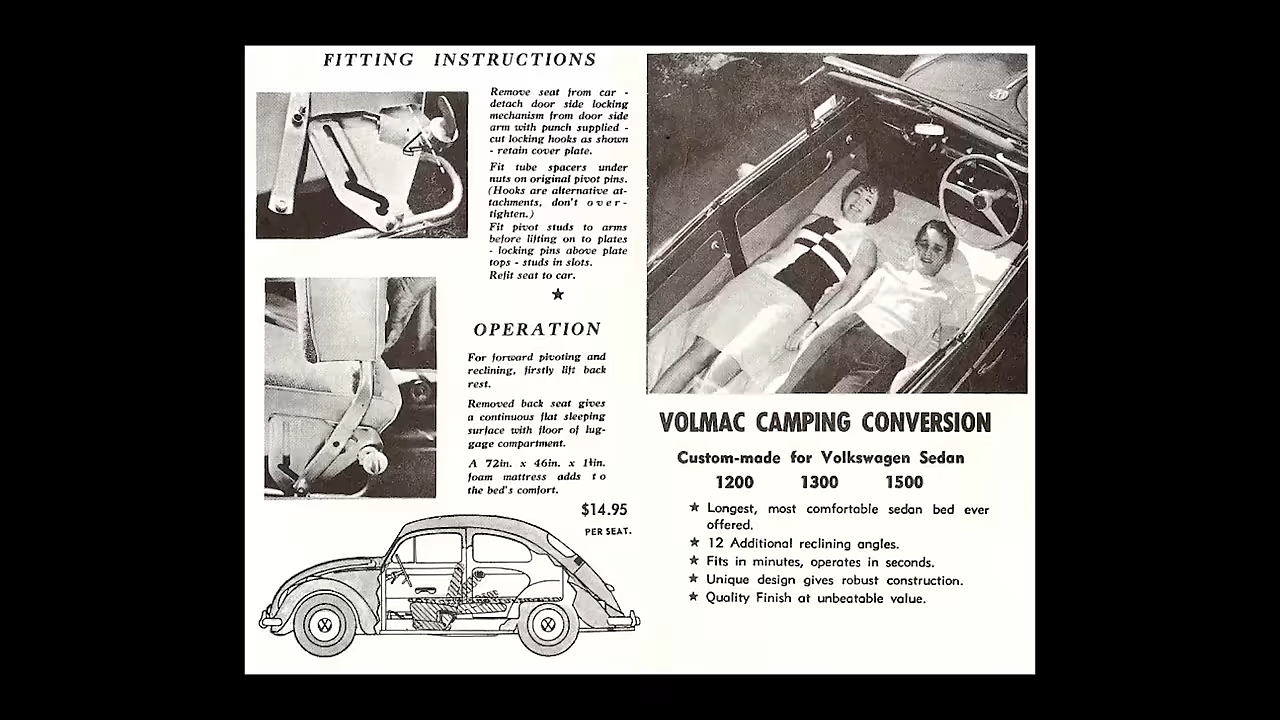 FITTING INSTRUCTIONS
Remove seat from car -
detach door side locking
mechanism from door side
arm with punch supplied -
cut locking hooks as shown
- retain cover plate.
Fit tube spacers under
nuts on original pivot pins.
(Hooks are alternative at-
tachments, don't over-
tighten.)
Fit pivot studs to arms
before lifting on to plates
- locking pins above plate
tops - studs in slots.
Refit seat to car.
OPERATION
For forward pivoting and
reclining, firstly lift back
rest.
Removed back seat gives
a continuous flat sleeping
surface with floor of lug-
gage compartment.
A 72in. x 46in. x
foam mattress adds to
the bed's comfort.
$14.95
PER SEAT.
VOLMAC CAMPING CONVERSION
Custom-made for Volkswagen Sedan
1200 1300 1500
★ Longest, most comfortable sedan bed ever
offered.
★ 12 Additional reclining angles.
★ Fits in minutes, operates in seconds.
★ Unique design gives robust construction.
★ Quality Finish at unbeatable value.